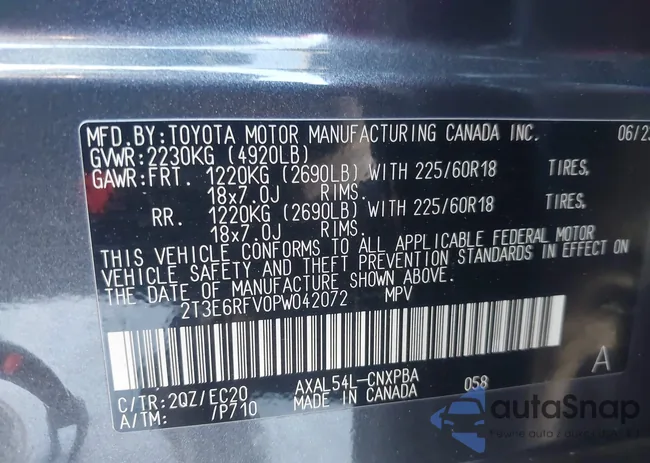 MFD.BY:TOYOTA MOTOR MANUFACTURING CANADA INC. 06/23
GVWR:2230KG (4920LB)
GAWR:FRT. 1220KG (2690LB) WITH 225/60R18 TIRES,
18x7.0J RIMS.
RR. 1220KG (2690LB) WITH 225/60R18 TIRES,
18x7.0J RIMS.
THIS VEHICLE CONFORMS TO ALL APPLICABLE FEDERAL MOTOR
VEHICLE SAFETY AND THEFT PREVENTION STANDARDS IN EFFECT ON
THE DATE OF MANUFACTURE SHOWN ABOVE.
2T3E6RFV0PW042072 MPV
A
C/TR:2QZ/EC20 AXAL54L-CNXPBA 058
A/TM: /P710 MADE IN CANADA
autaSnap